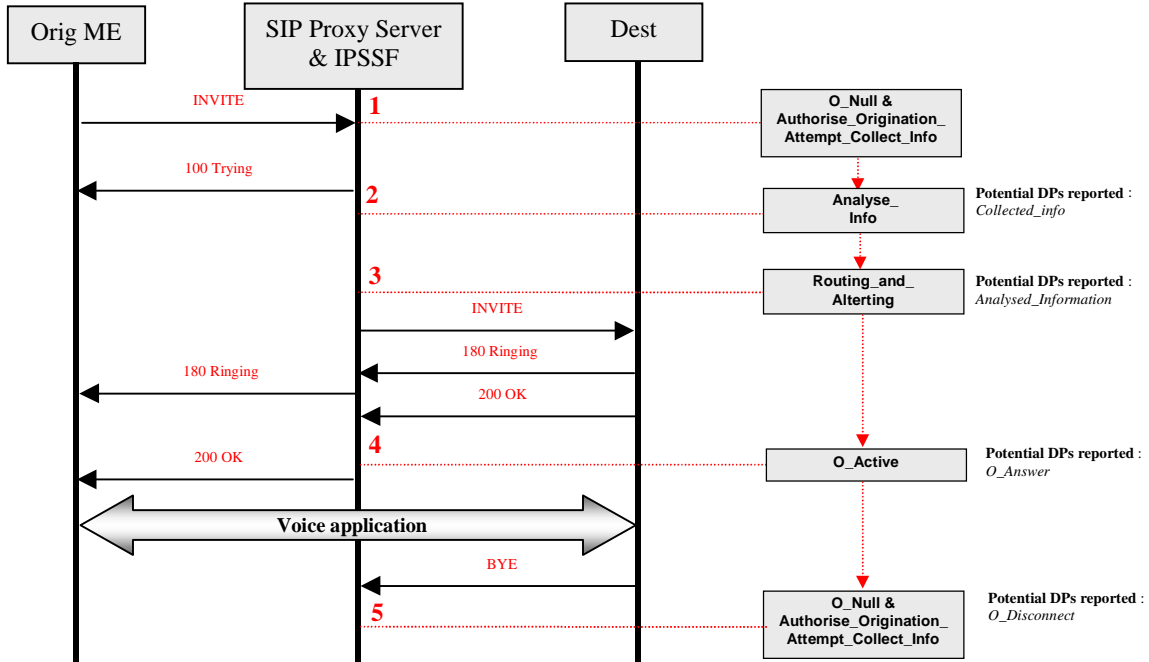 Orig ME
SIP Proxy Server
& IPSSF
Dest
INVITE
1
O_Null &
Authorise_Origination_
Attempt_Collect_Info
100 Trying
2
Analyse_
Info
Potential DPs reported :
Collected_info
3
Routing_and_
Alterting
Potential DPs reported :
Analysed_Information
INVITE
180 Ringing
180 Ringing
200 OK
4
200 OK
O_Active
Potential DPs reported :
O_Answer
Voice application
BYE
5
O_Null &
Authorise_Origination_
Attempt_Collect_Info
Potential DPs reported :
O_Disconnect